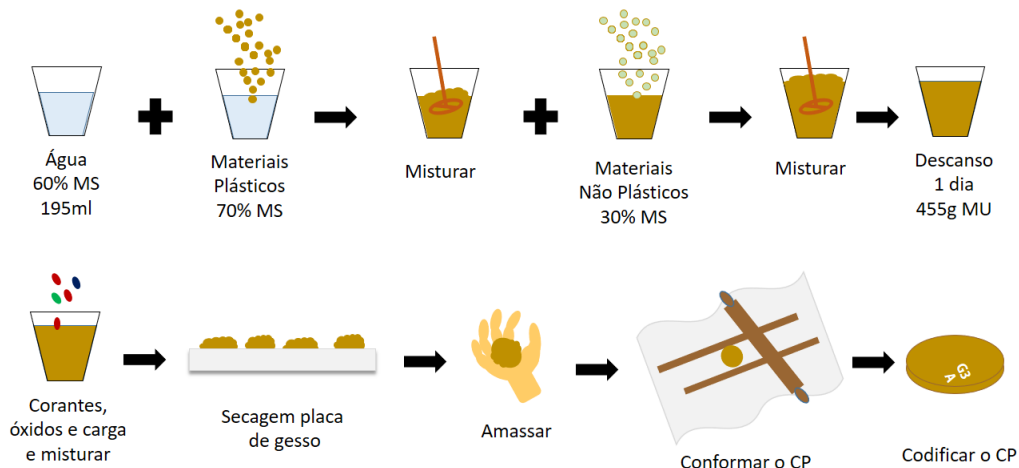 Água
60% MS
195ml
Materiais
Plásticos
70% MS
Misturar
Materiais
Não Plásticos
30% MS
Misturar
Descanso
1 dia
455g MU
Corantes,
óxidos e carga
e misturar
Secagem placa
de gesso
Amassar
Conformar o CP
G3
A
Codificar o CP